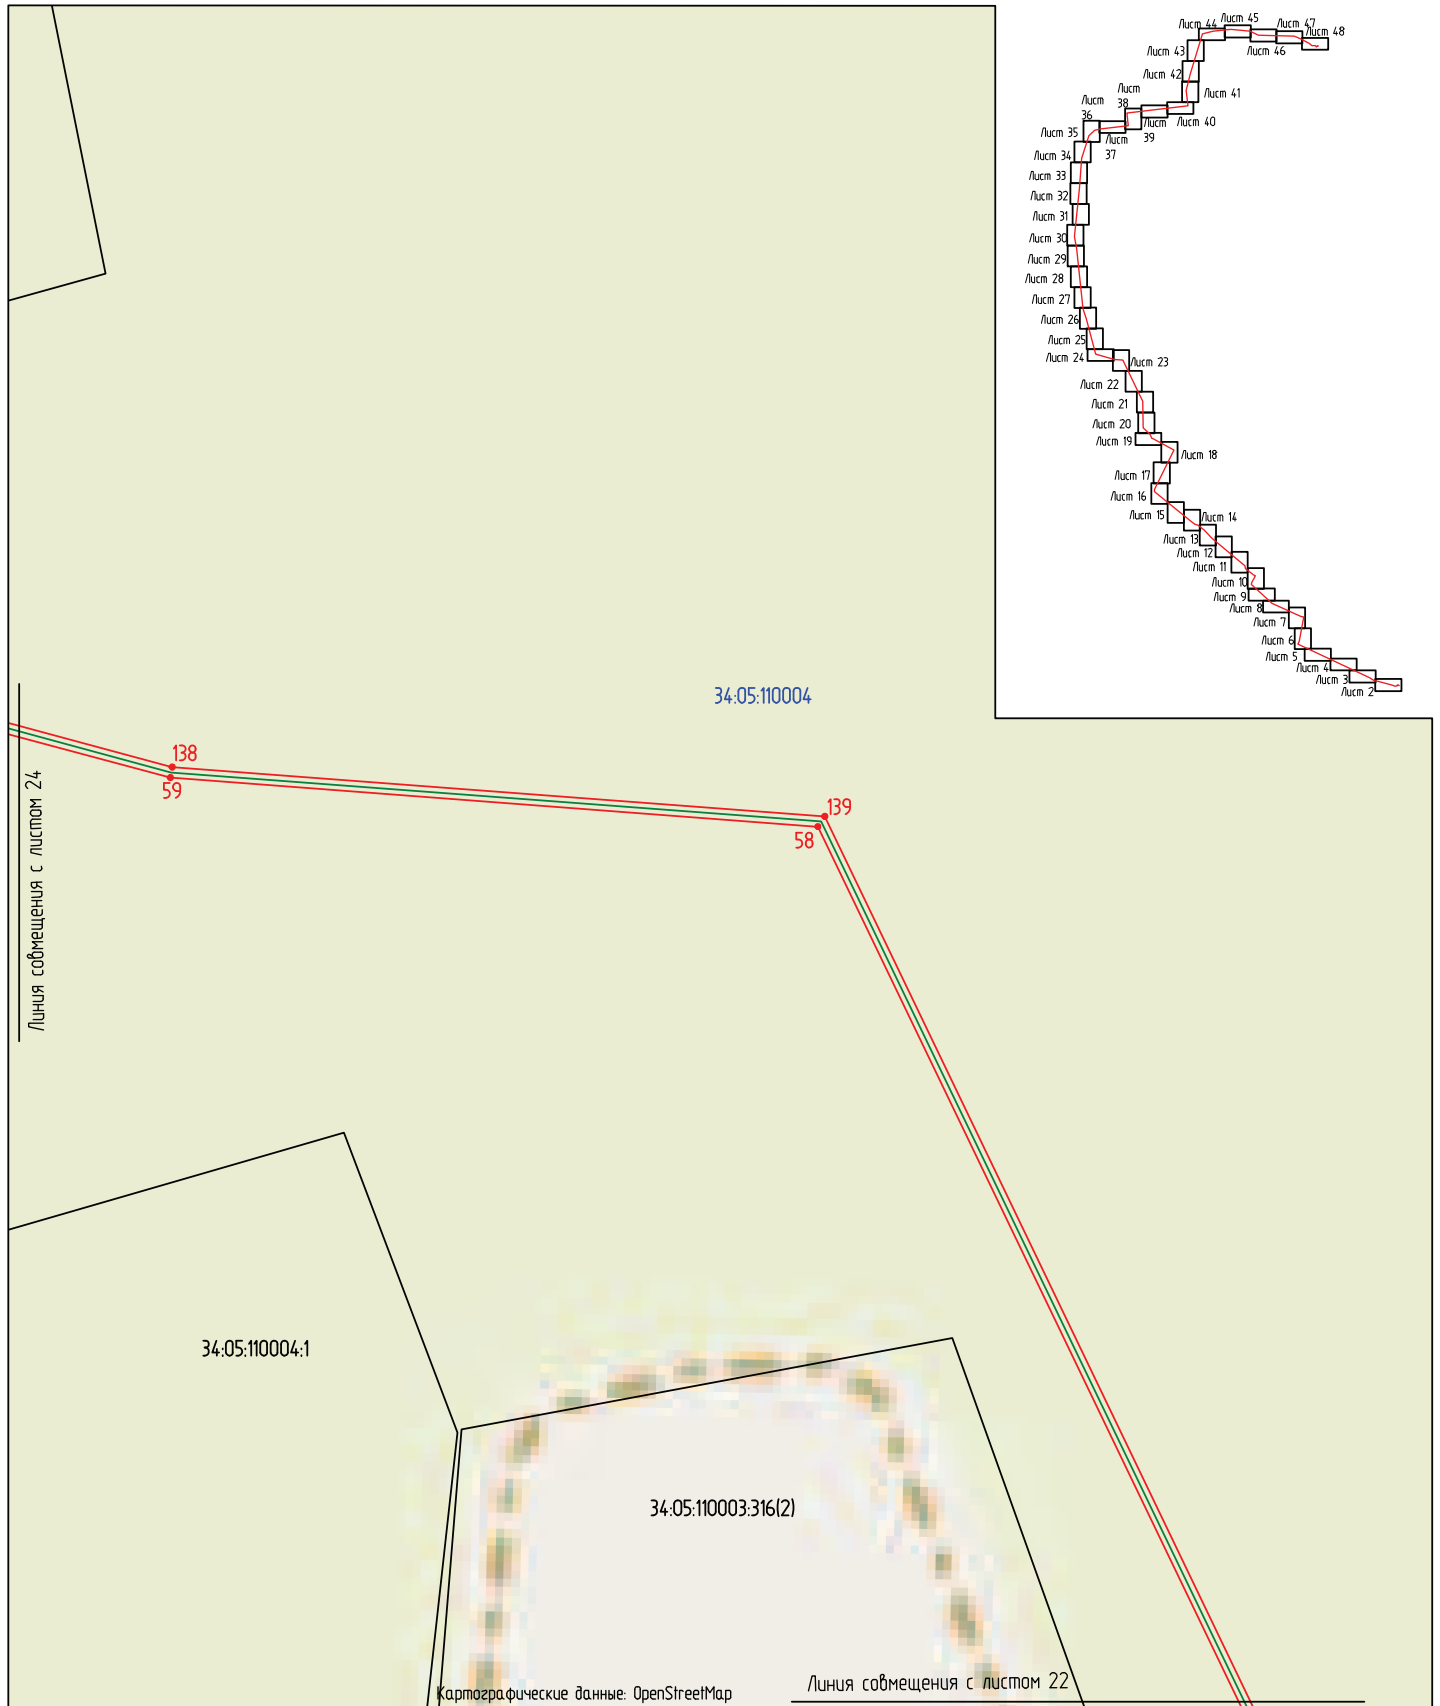 Лист 44
Лист 45
Лист 47
Лист 48
Лист 43
Лист 46
Лист 42
Лист 38
Лист 41
Лист 36
Лист 40
Лист 35
Лист 39
Лист 37
Лист 34
Лист 33
Лист 32
Лист 31
Лист 30
Лист 29
Лист 28
Лист 27
Лист 26
Лист 25
Лист 24
Лист 23
Лист 22
Лист 21
Лист 20
Лист 19
Лист 18
Лист 17
Лист 16
Лист 15
Лист 14
Лист 13
Лист 12
Лист 11
Лист 10
Лист 9
Лист 8
Лист 7
Лист 6
Лист 5
Лист 4
Лист 3
Лист 2
34:05:110004
138
59
139
58
Линия совмещения с листом 24
34:05:110004:1
34:05:110003:316(2)
Линия совмещения с листом 22
Картографические данные: OpenStreetMap